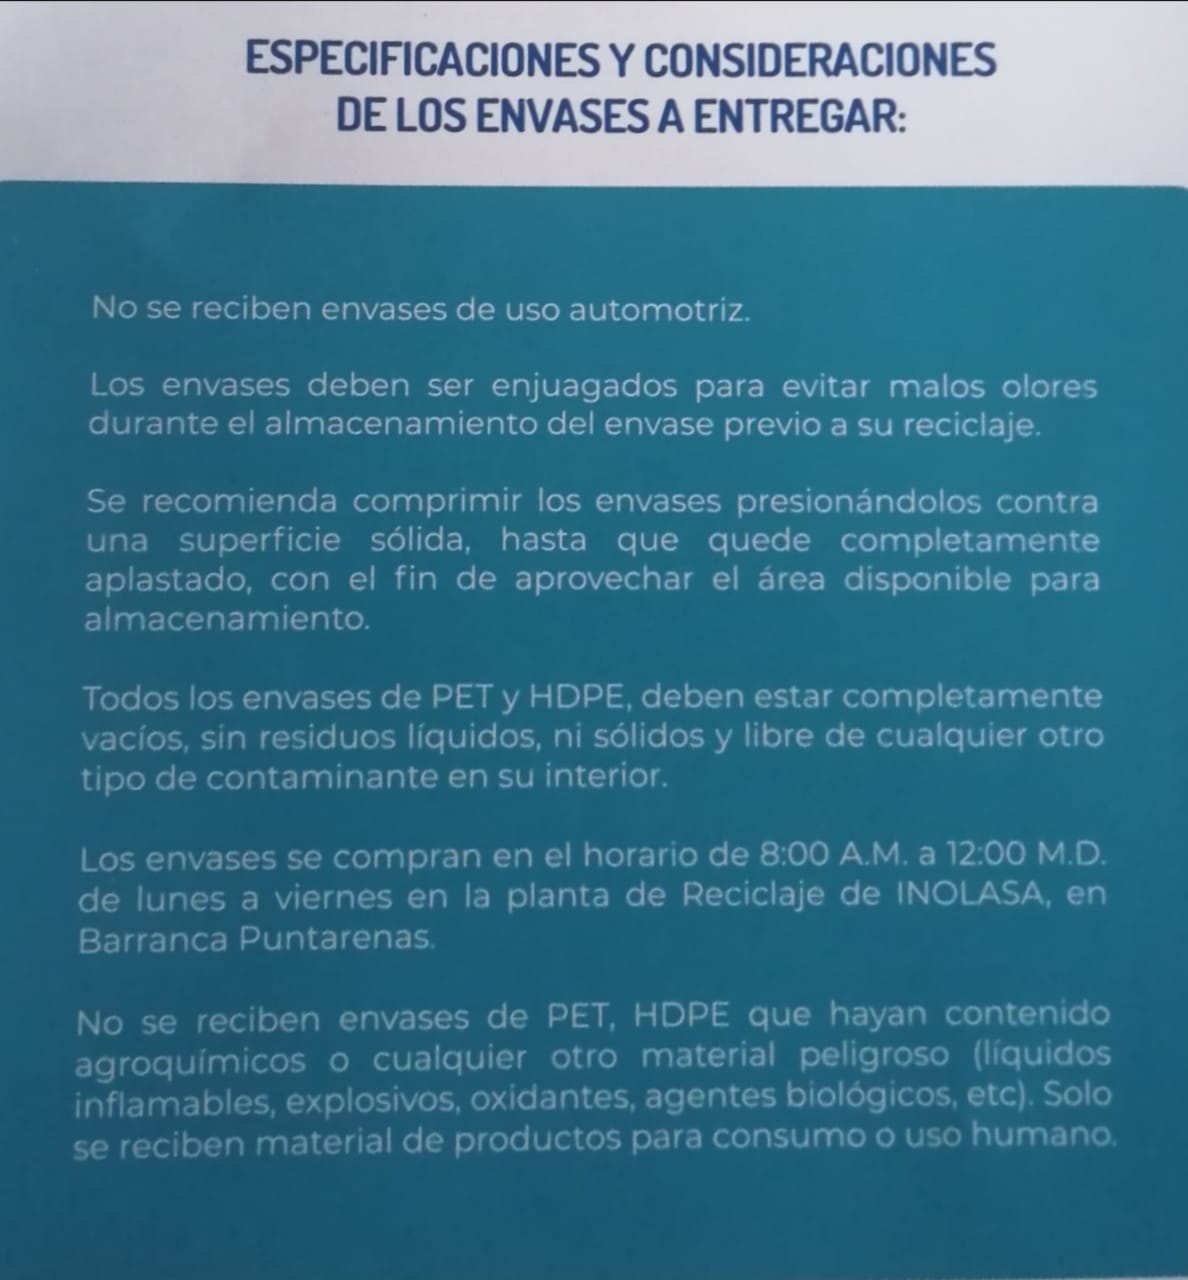 ESPECIFICACIONES Y CONSIDERACIONES
DE LOS ENVASES A ENTREGAR:
No se reciben envases de uso automotriz.
Los envases deben ser enjuagados para evitar malos olores
durante el almacenamiento del envase previo a su reciclaje.
Se recomienda comprimir los envases presionándolos contra
una superficie sólida, hasta que quede completamente
aplastado, con el fin de aprovechar el área disponible para
almacenamiento.
Todos los envases de PET y HDPE, deben estar completamente
vacíos, sin residuos líquidos, ni sólidos y libre de cualquier otro
tipo de contaminante en su interior.
Los envases se compran en el horario de 8:00 A.M. a 12:00 M.D.
de lunes a viernes en la planta de Reciclaje de INOLASA, en
Barranca Puntarenas.
No se reciben envases de PET, HDPE que hayan contenido
agroquímicos o cualquier otro material peligroso (líquidos
inflamables, explosivos, oxidantes, agentes biológicos, etc). Solo
se reciben material de productos para consumo o uso humano.